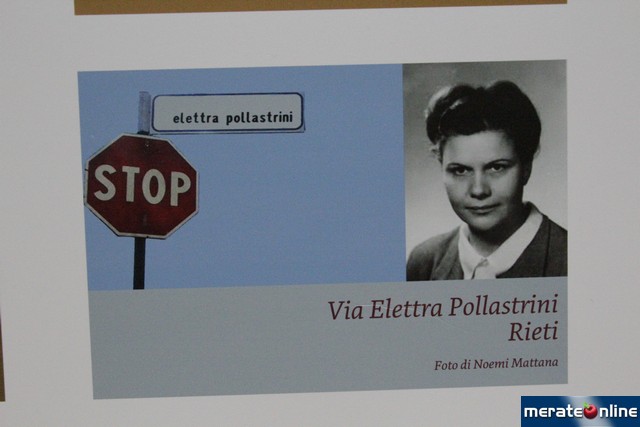 elettra pollastrini
STOP
Via Elettra Pollastrini
Rieti
Foto di Noemi Mattana
merateonline